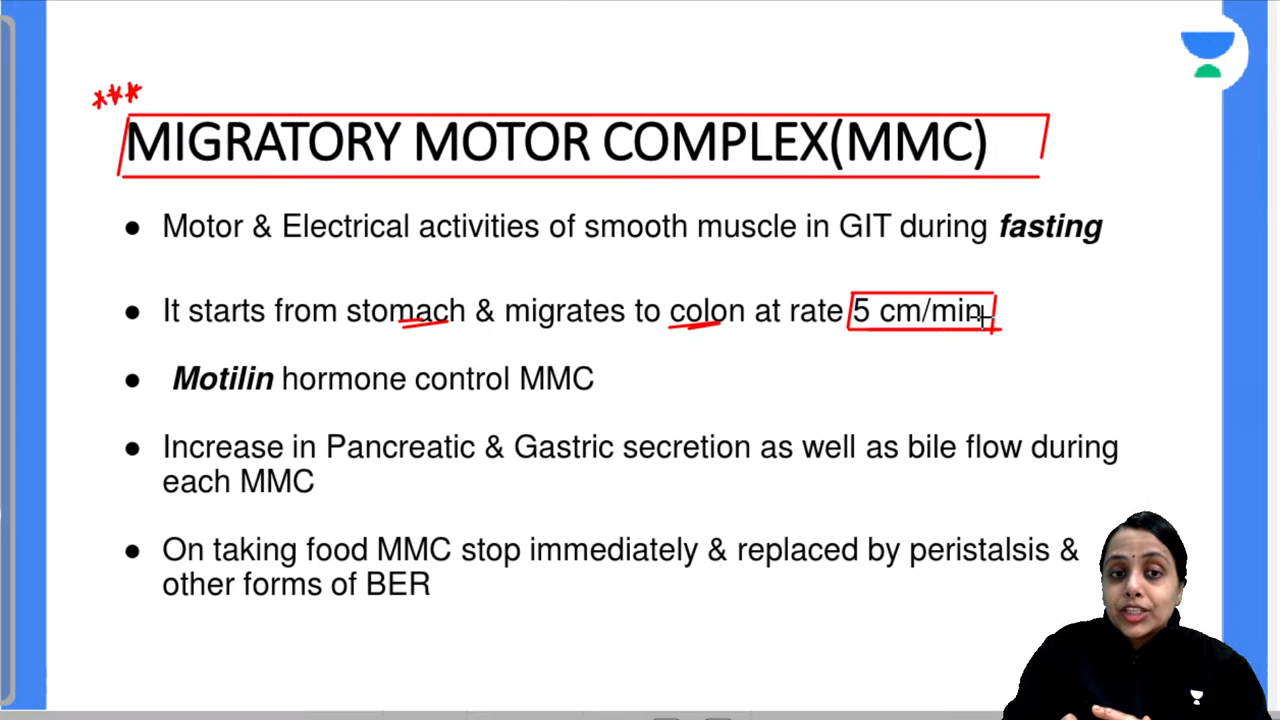 ***
MIGRATORY MOTOR COMPLEX(MMC)
● Motor & Electrical activities of smooth muscle in GIT during fasting
● It starts from stomach & migrates to colon at rate 5 cm/min
● Motilin hormone control MMC
● Increase in Pancreatic & Gastric secretion as well as bile flow during
each MMC
● On taking food MMC stop immediately & replaced by peristalsis &
other forms of BER